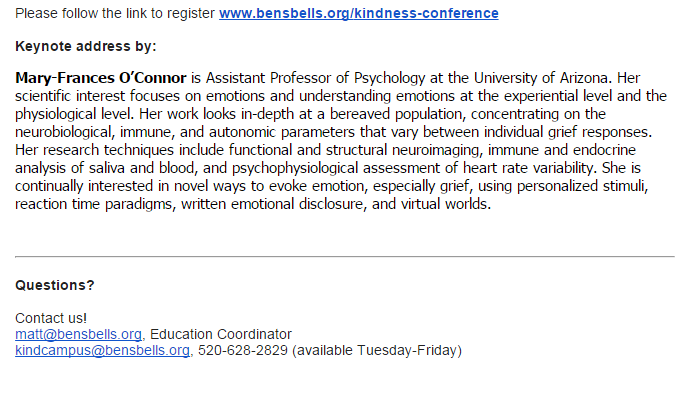 Please follow the link to register www.bensbells.org/kindness-conference
Keynote address by:
Mary-Frances O’Connor is Assistant Professor of Psychology at the University of Arizona. Her
scientific interest focuses on emotions and understanding emotions at the experiential level and the
physiological level. Her work looks in-depth at a bereaved population, concentrating on the
neurobiological, immune, and autonomic parameters that vary between individual grief responses.
Her research techniques include functional and structural neuroimaging, immune and endocrine
analysis of saliva and blood, and psychophysiological assessment of heart rate variability. She is
continually interested in novel ways to evoke emotion, especially grief, using personalized stimuli,
reaction time paradigms, written emotional disclosure, and virtual worlds.
Questions?
Contact us!
matt@bensbells.org, Education Coordinator
kindcampus@bensbells.org, 520-628-2829 (available Tuesday-Friday)